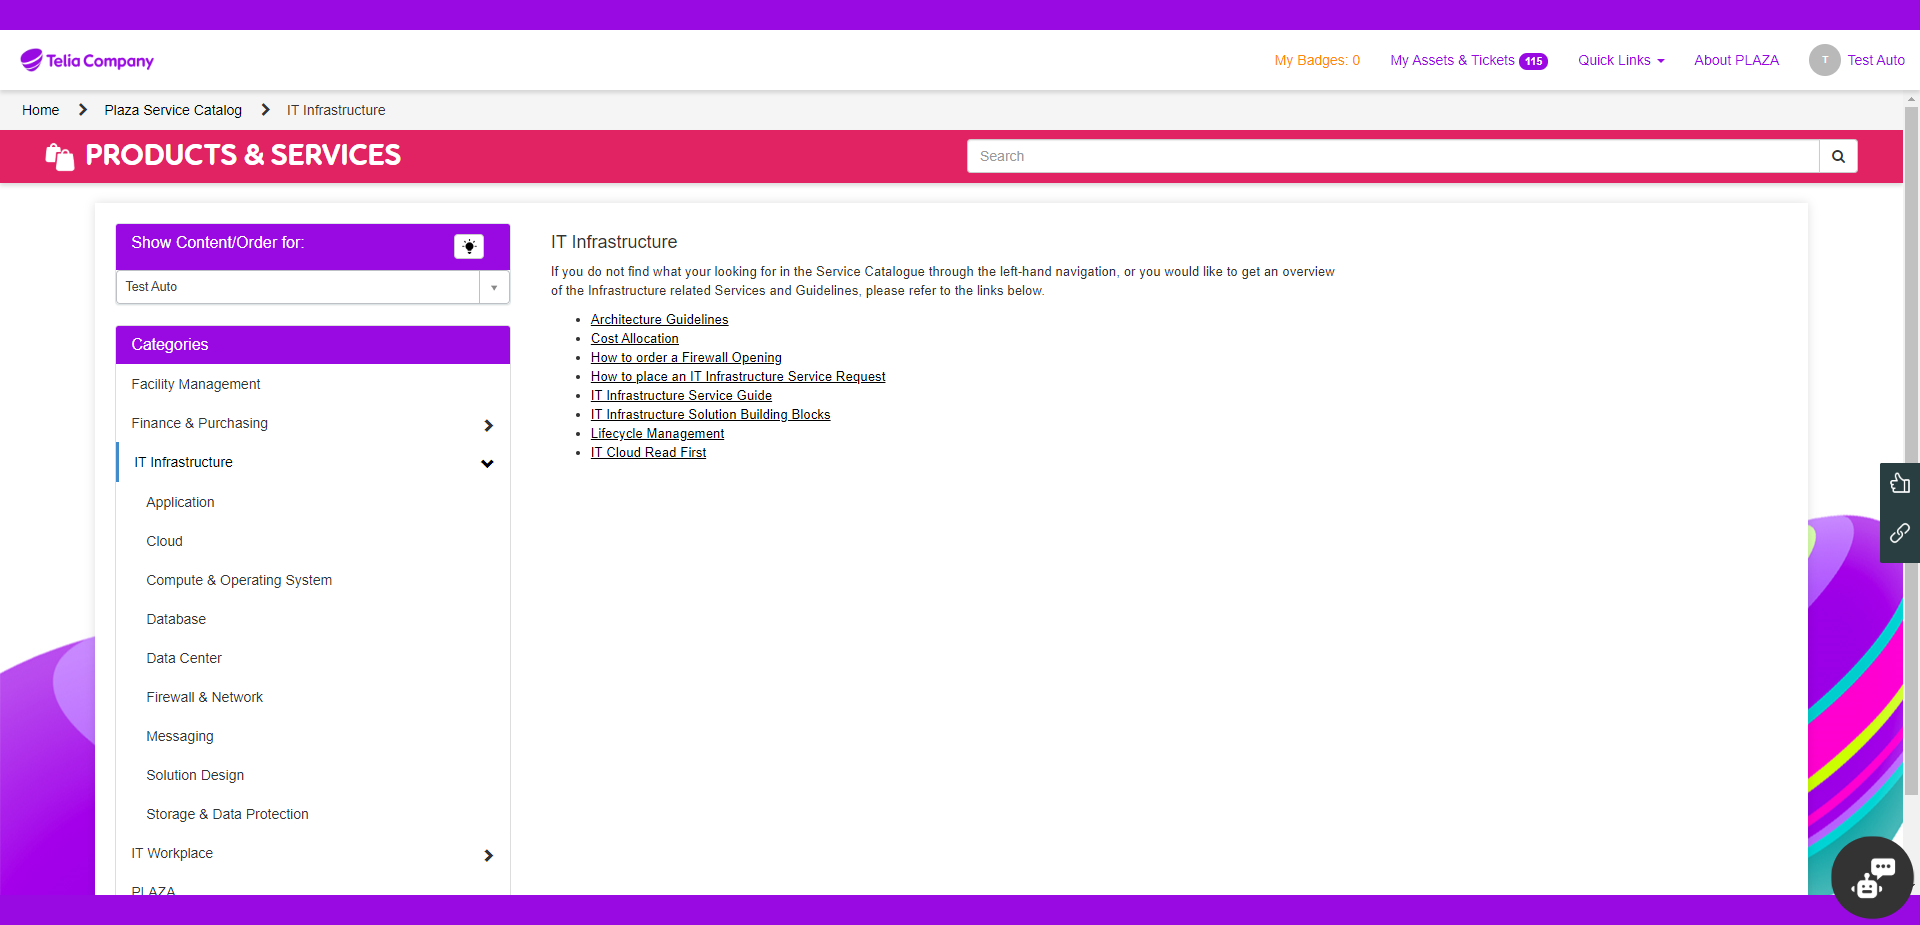 Telia Company
My Badges: 0
My Assets & Tickets 115
Quick Links
About PLAZA
T
Test Auto
Home
Plaza Service Catalog
IT Infrastructure
PRODUCTS & SERVICES
Search
Show Content/Order for:
Test Auto
Categories
Facility Management
Finance & Purchasing
IT Infrastructure
Application
Cloud
Compute & Operating System
Database
Data Center
Firewall & Network
Messaging
Solution Design
Storage & Data Protection
IT Workplace
PLAZA
IT Infrastructure
If you do not find what your looking for in the Service Catalogue through the left-hand navigation, or you would like to get an overview
of the Infrastructure related Services and Guidelines, please refer to the links below.
Architecture Guidelines
Cost Allocation
How to order a Firewall Opening
How to place an IT Infrastructure Service Request
IT Infrastructure Service Guide
IT Infrastructure Solution Building Blocks
Lifecycle Management
IT Cloud Read First